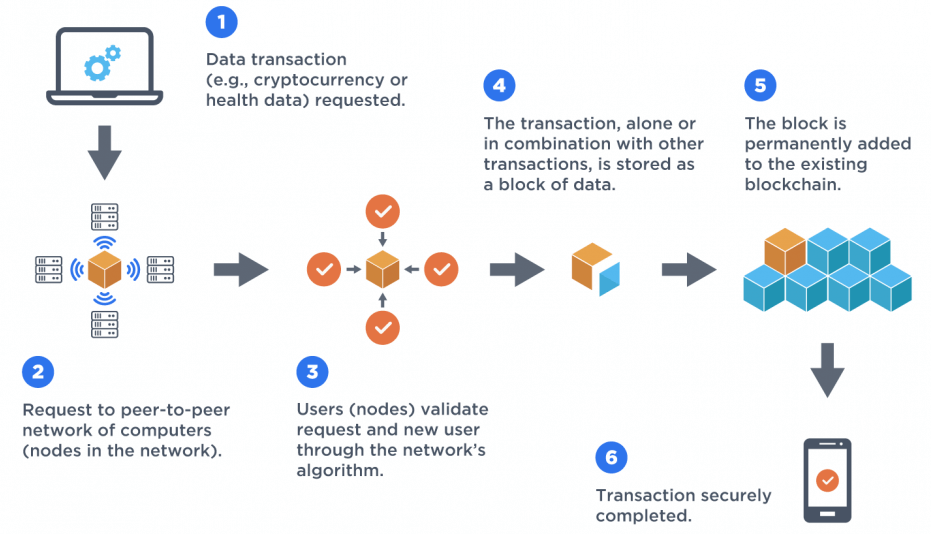 1
Data transaction
(e.g., cryptocurrency or
health data) requested.
2
Request to peer-to-peer
network of computers
(nodes in the network).
3
Users (nodes) validate
request and new user
through the network's
algorithm.
4
The transaction, alone or
in combination with other
transactions, is stored as
a block of data.
5
The block is
permanently added
to the existing
blockchain.
6
Transaction securely
completed.